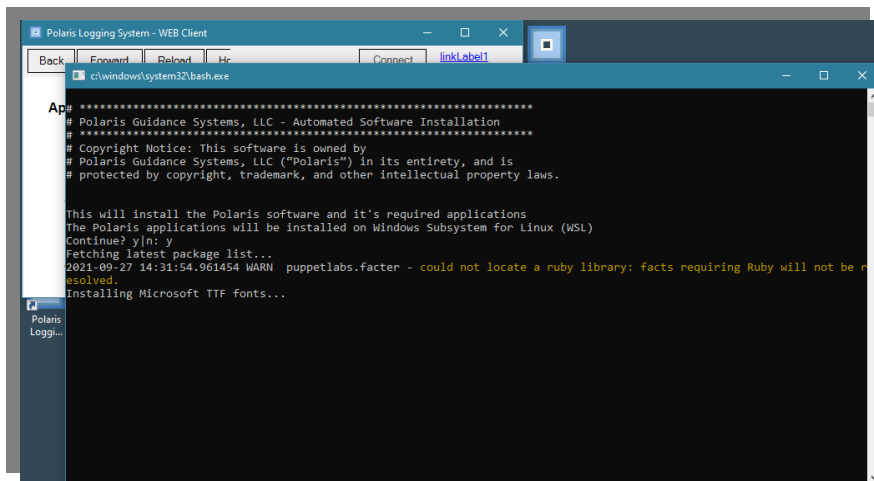 Polaris Logging System - WEB Client
Back Forward Reload
Connect linkLabel1
c:\windows\system32\bash.exe
Ap
# ********************************************************************
# Polaris Guidance Systems, LLC - Automated Software Installation
# ********************************************************************
# Copyright Notice: This software is owned by
# Polaris Guidance Systems, LLC (“Polaris”) in its entirety, and is
# protected by copyright, trademark, and other intellectual property laws.
This will install the Polaris software and it's required applications
The Polaris applications will be installed on Windows Subsystem for Linux (WSL)
Continue? y|n: y
Fetching latest package list...
2021-09-27 14:31:54.961454 WARN  puppetlabs.facter - could not locate a ruby library: facts requiring Ruby will not be r
esolved.
Installing Microsoft TTF fonts...
Polaris
Loggi...